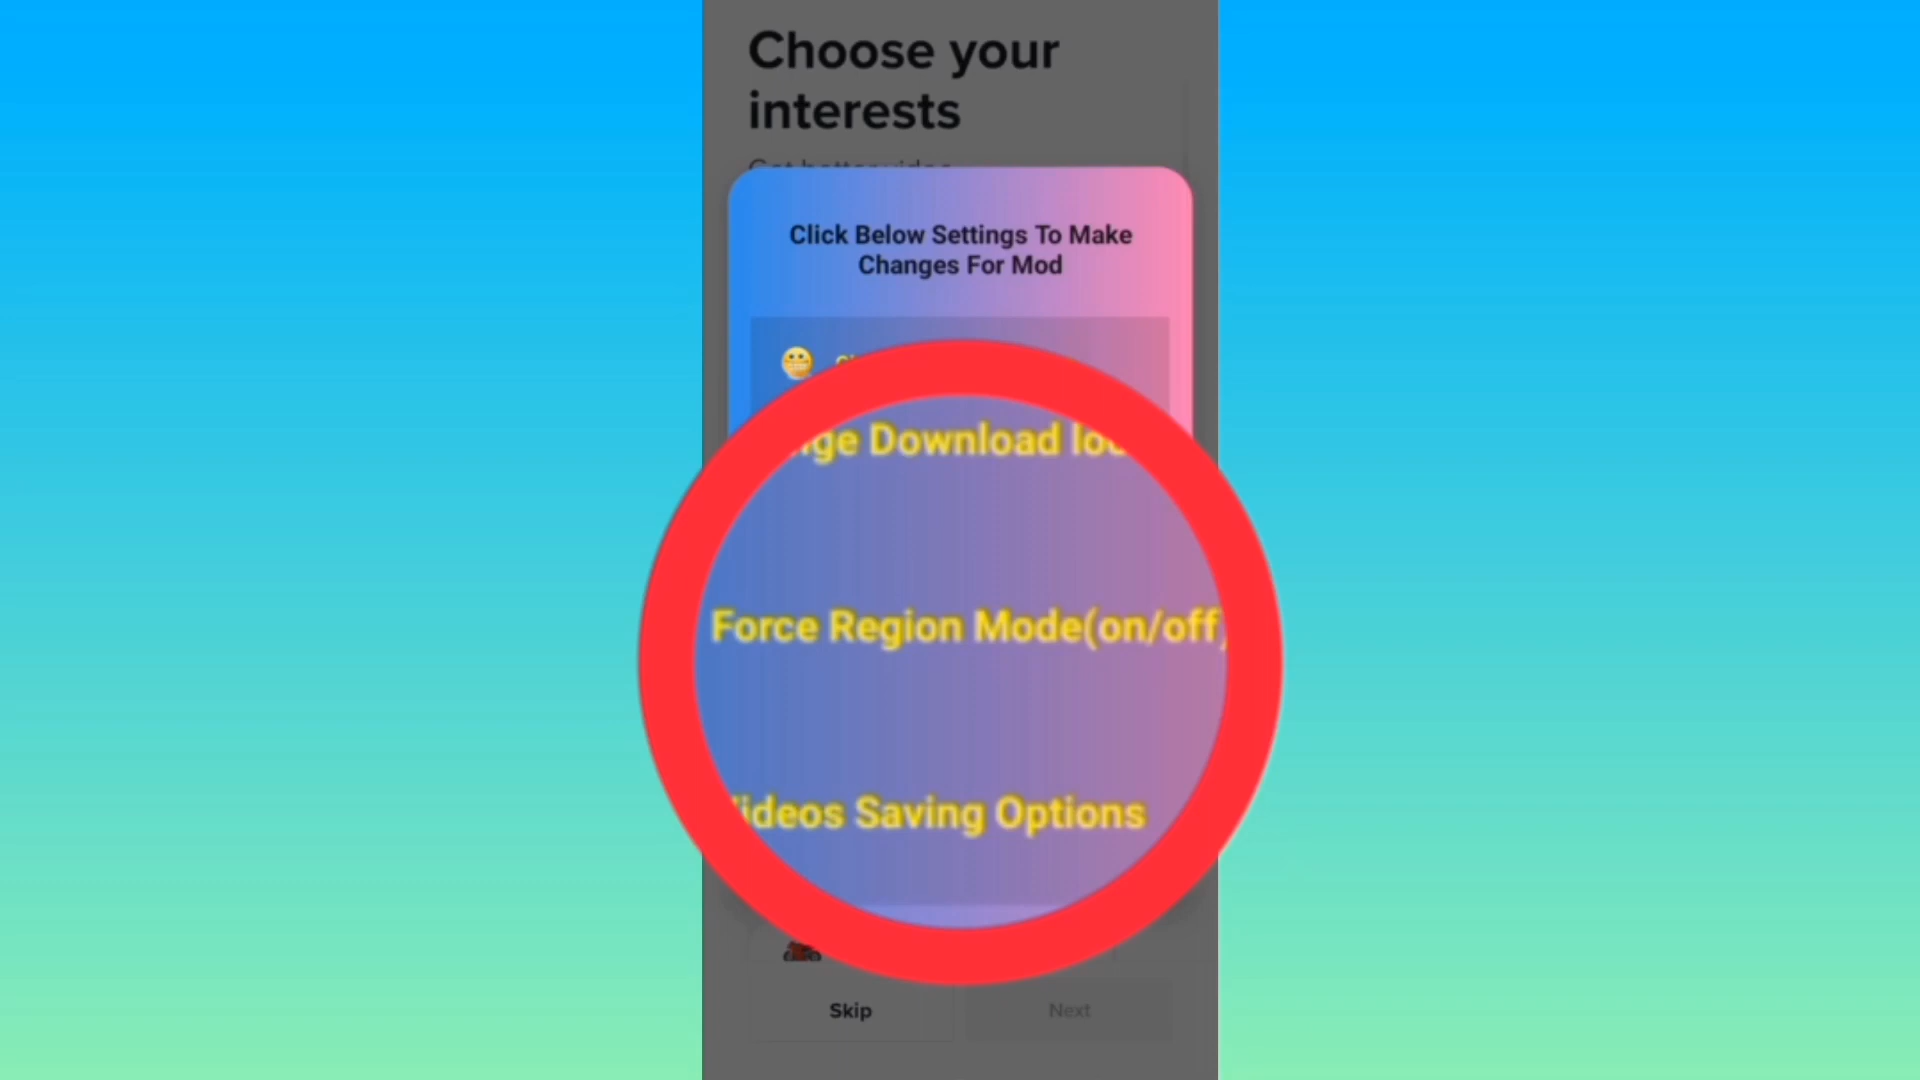 Choose your
interests
Click Below Settings To Make
Changes For Mod
Download
Force Region Mode(on/off)
Saving Options
Skip
Next